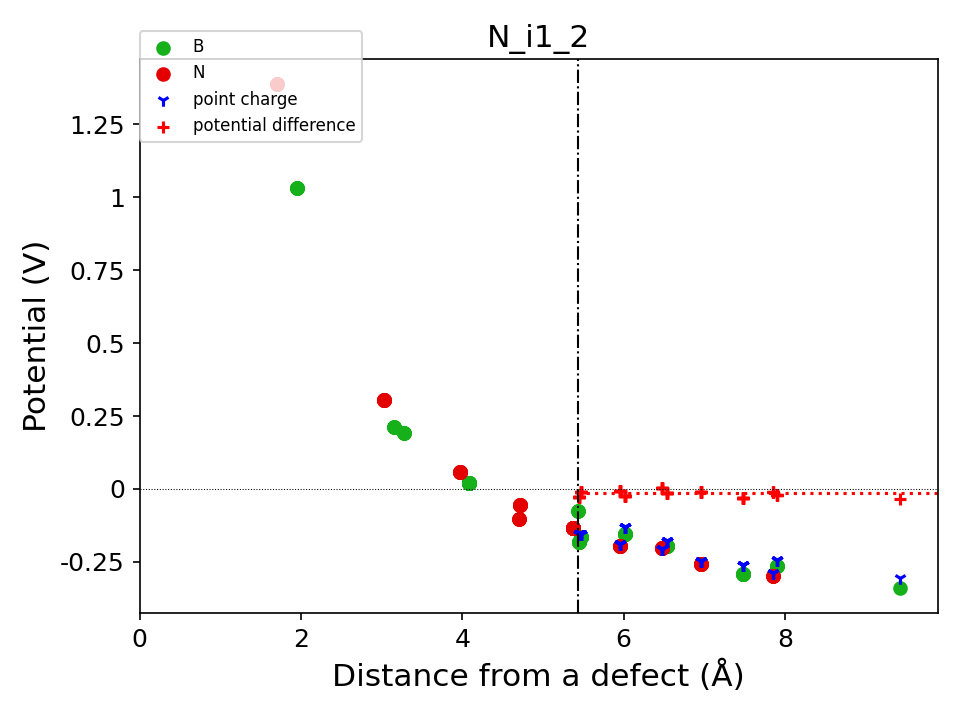 N_i1_2
B
N
point charge
potential difference
1.25
1
0.75
0.5
0.25
0
-0.25
Potential (V)
0 2 4 6 8
Distance from a defect (Å)